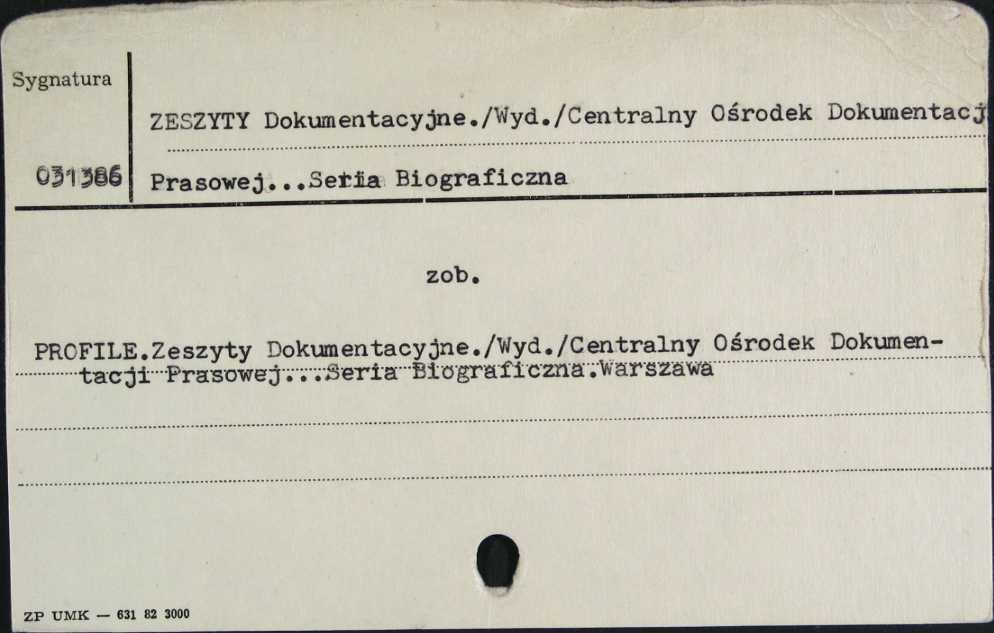 Sygnatura
ZESZYTY Dokumentacyjne./Wyd./Centralny Ośrodek Dokumentacj
031386 Prasowej...Seria Biograficzna
zob.
PROFILE.Zeszyty Dokumentacyjne./Wyd./Centralny Ośrodek Dokumen-
tacji Prasowej...Seria Biograficzna.Warszawa
ZP UMK — 631 82 3000